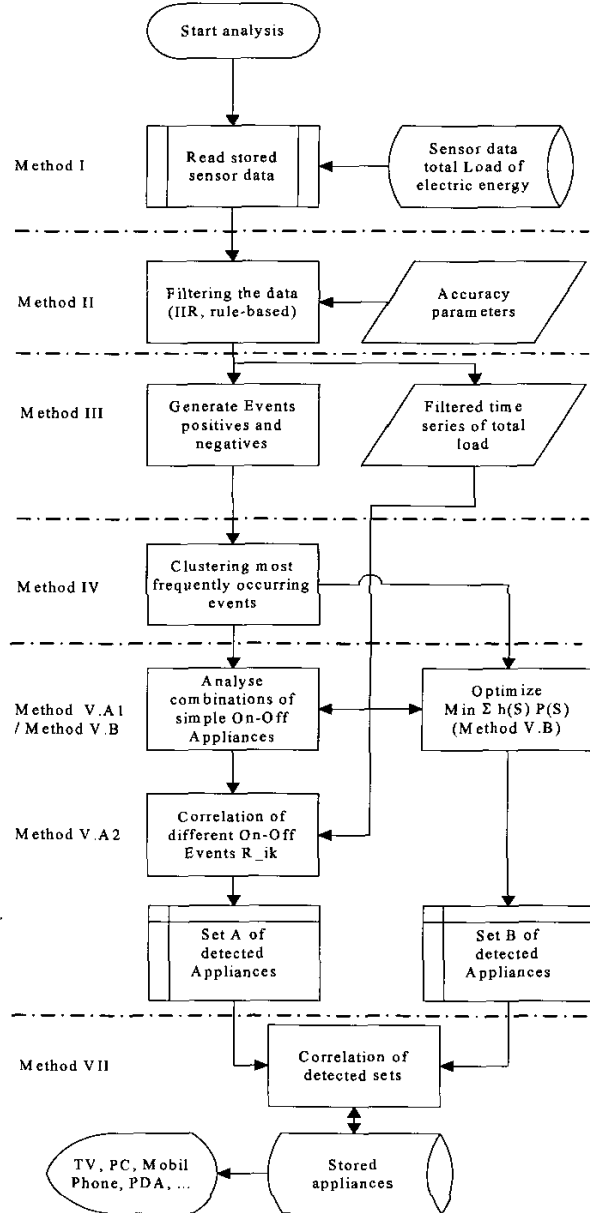 Start analysis
Method I
Read stored
sensor data
Sensor data
total Load of
electric energy
Method II
Filtering the data
(IIR, rule-based)
Accuracy
parameters
Method III
Generate Events
positives and
negatives
Filtered time
series of total
load
Method IV
Clustering most
frequently occurring
events
Method V.A1
/ Method V.B
Analyse
combinations of
simple On-Off
Appliances
Optimize
Min Σ h(S) P(S)
(Method V.B)
Method V.A2
Correlation of
different On-Off
Events R_ik
Set A of
detected
Appliances
Set B of
detected
Appliances
Method VII
Correlation of
detected sets
TV, PC, Mobil
Phone, PDA, ...
Stored
appliances